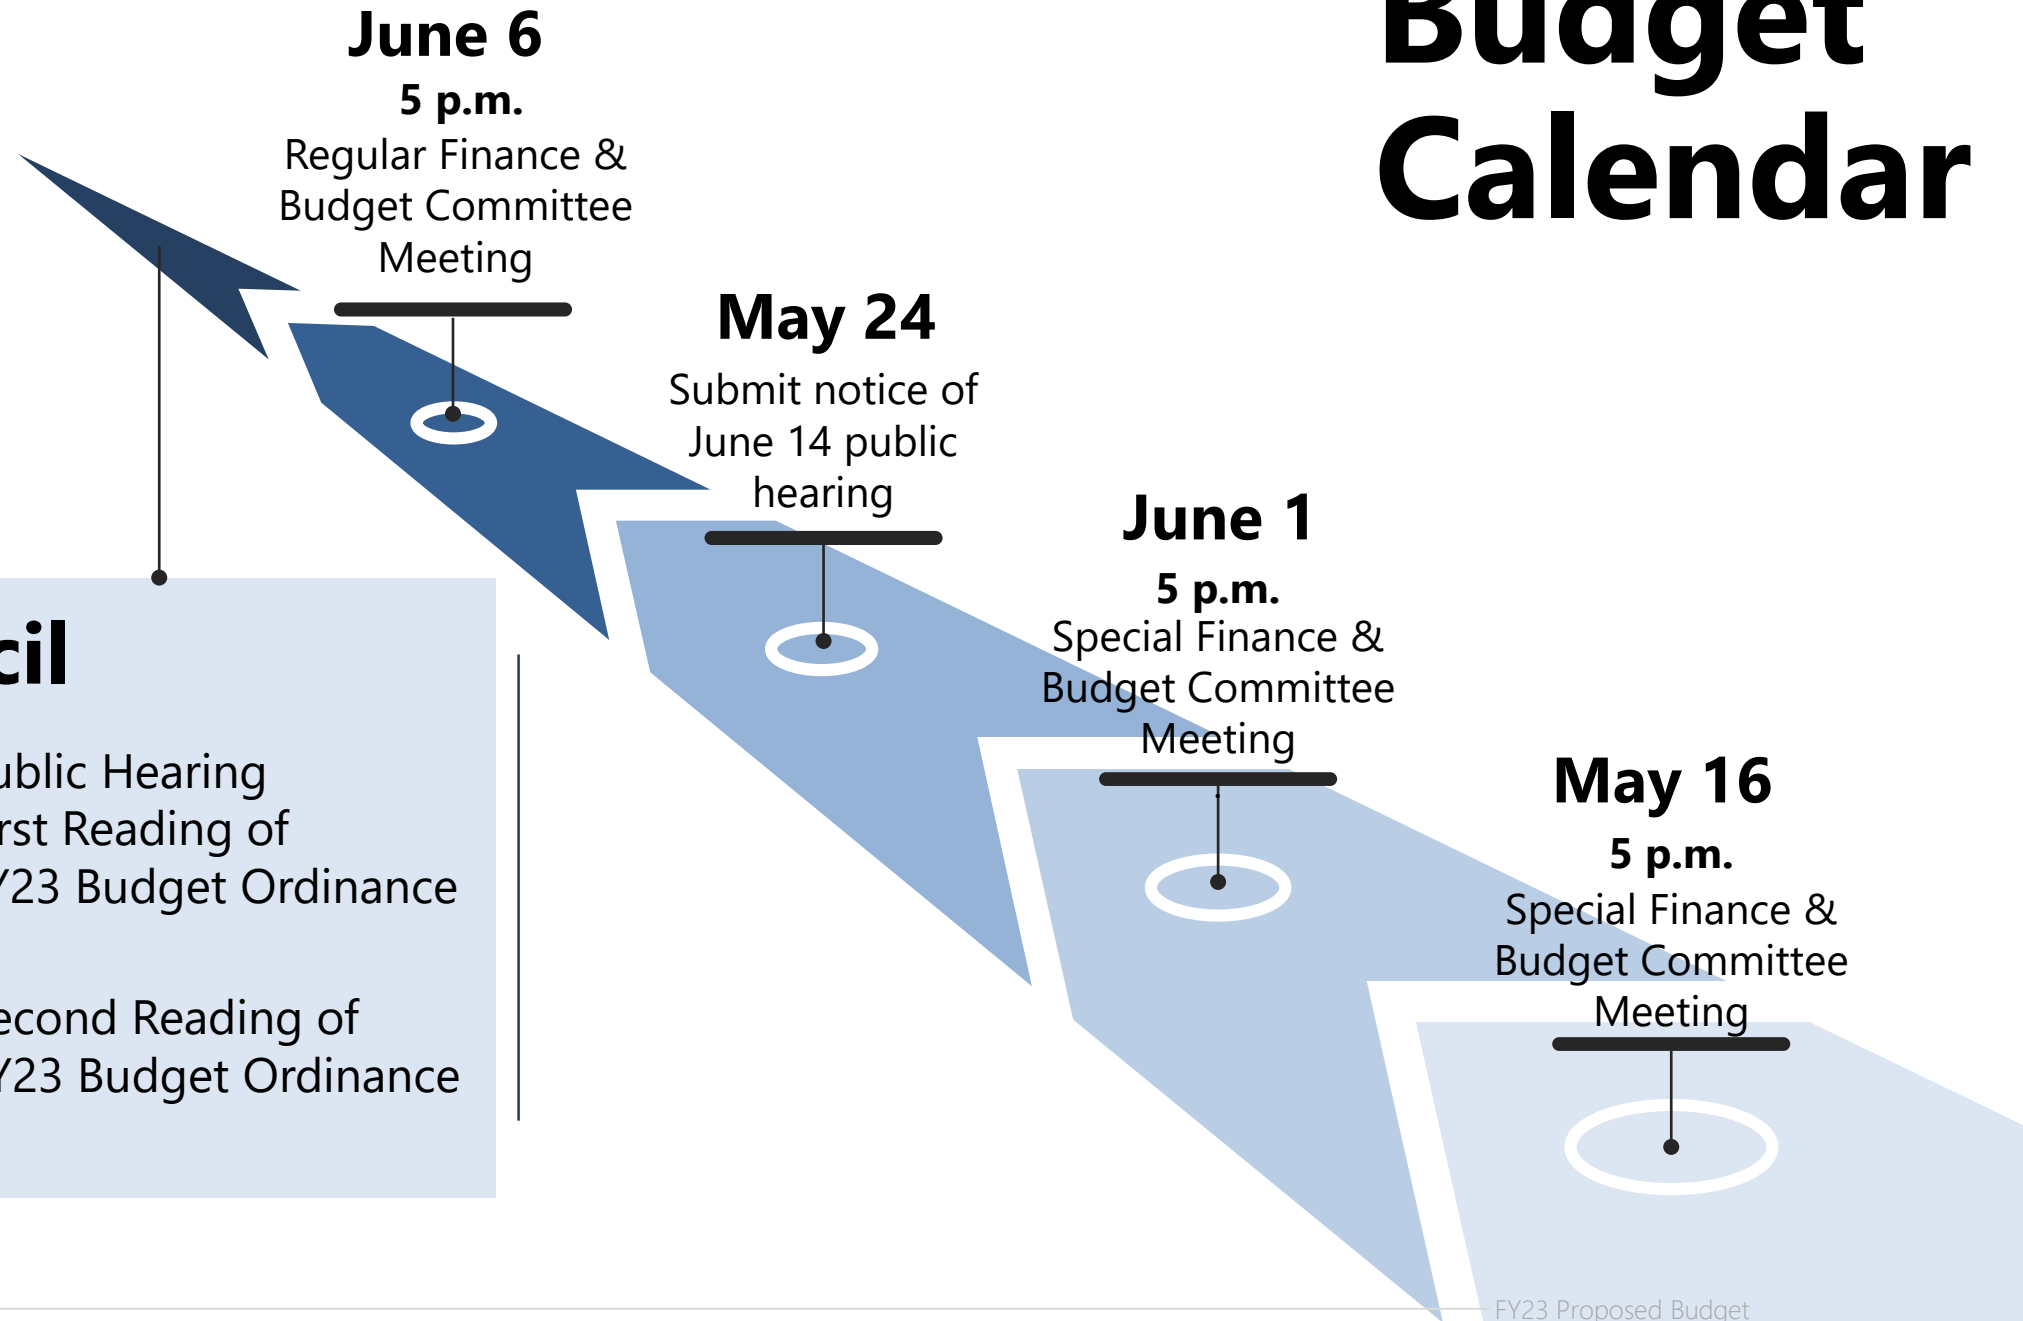 Budget
Calendar
June 6
5 p.m.
Regular Finance &
Budget Committee
Meeting
May 24
Submit notice of
June 14 public
hearing
June 1
5 p.m.
Special Finance &
Budget Committee
Meeting
May 16
5 p.m.
Special Finance &
Budget Committee
Meeting
cil
ublic Hearing
rst Reading of
Y23 Budget Ordinance
econd Reading of
Y23 Budget Ordinance
FY23 Proposed Budget